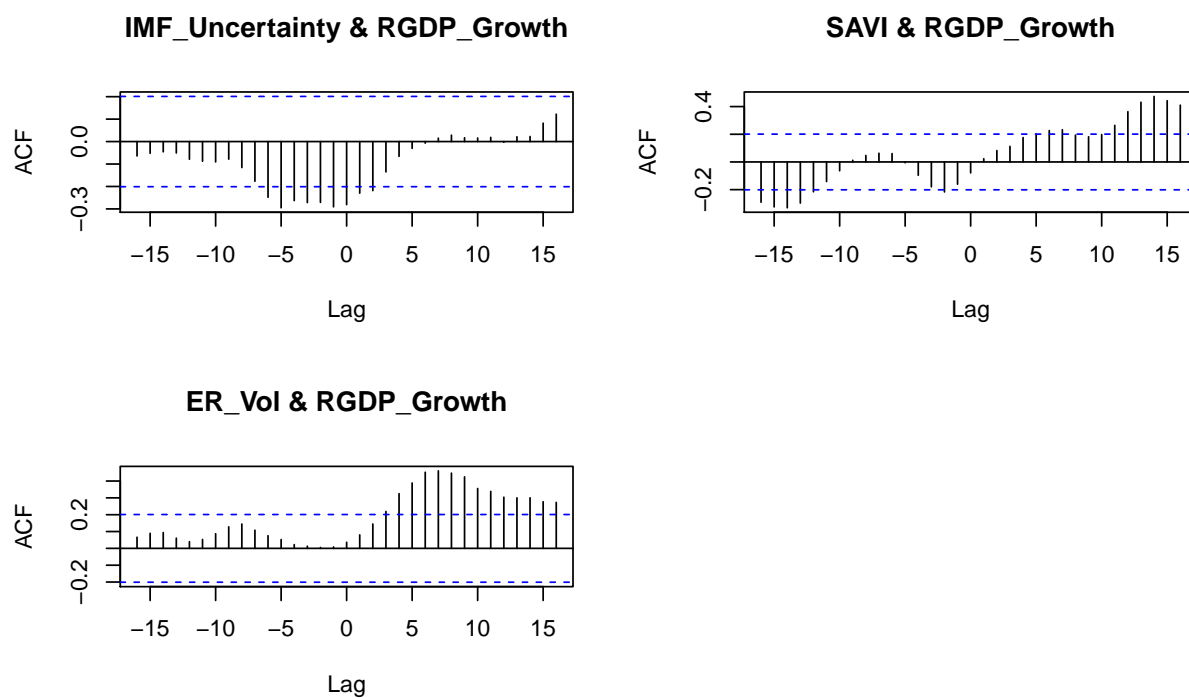 IMF_Uncertainty & RGDP_Growth
ACF
0.0
−0.3
−15 −10 −5 0 5 10 15
Lag
SAVI & RGDP_Growth
ACF
0.4
−0.2
−15 −10 −5 0 5 10 15
Lag
ER_Vol & RGDP_Growth
ACF
0.2
−0.2
−15 −10 −5 0 5 10 15
Lag